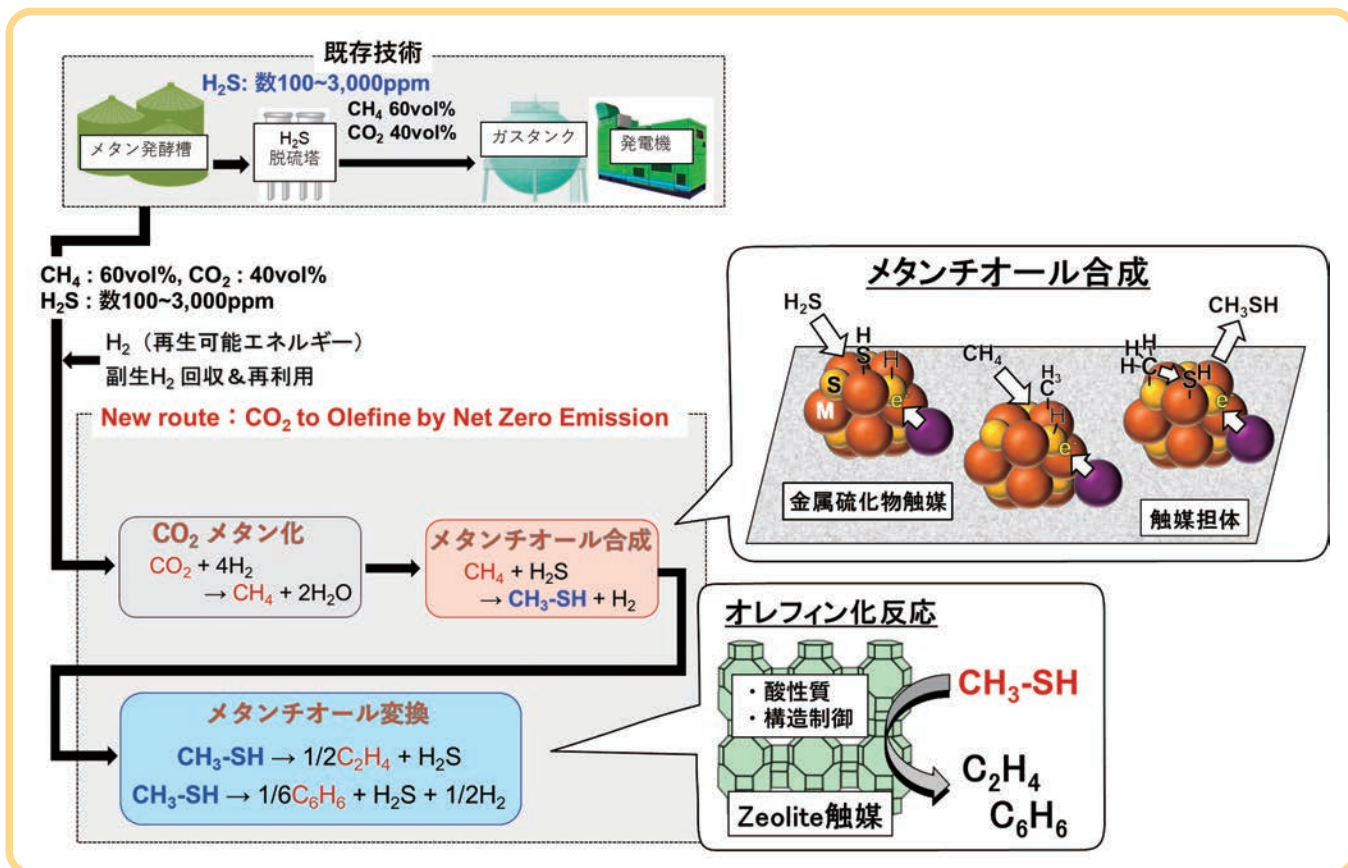 既存技術
H₂S: 数100~3,000ppm
CH₄ 60vol%
CO₂ 40vol%
メタン発酵槽
H₂S
脱硫塔
ガスタンク
発電機
CH₄ : 60vol%, CO₂ : 40vol%
H₂S : 数100~3,000ppm
H₂（再生可能エネルギー）
副生H₂ 回収＆再利用
New route：CO₂ to Olefine by Net Zero Emission
CO₂ メタン化
CO₂ + 4H₂
→ CH₄ + 2H₂O
メタンチオール合成
CH₄ + H₂S
→ CH₃-SH + H₂
メタンチオール変換
CH₃-SH → 1/2C₂H₄ + H₂S
CH₃-SH → 1/6C₆H₆ + H₂S + 1/2H₂
メタンチオール合成
H₂S
H
S
H
S
M
e⁻
CH₄
H₃
C
H
e⁻
CH₃SH
H
H
H
C
S
H
e⁻
金属硫化物触媒
触媒担体
オレフィン化反応
・酸性質
・構造制御
Zeolite触媒
CH₃-SH
C₂H₄
C₆H₆